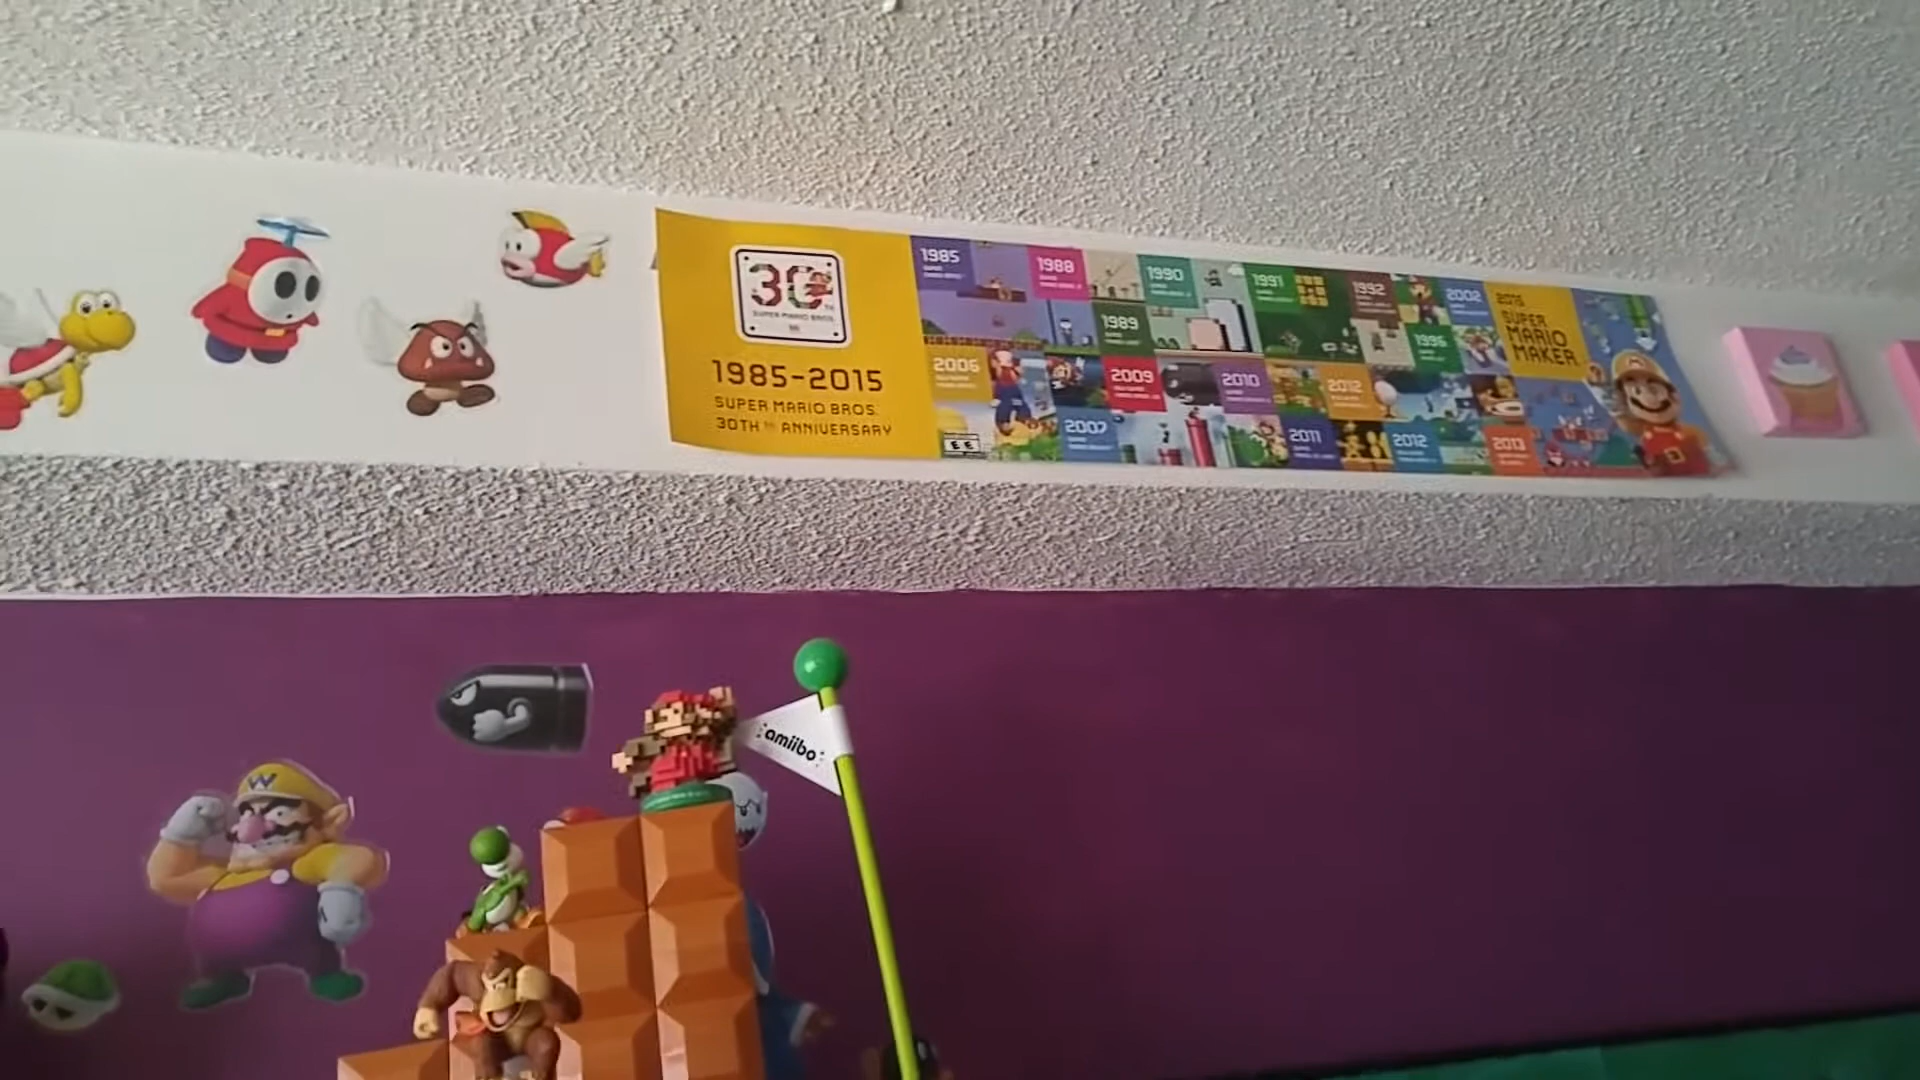 30TH
SUPER MARIO BROS.
1985-2015
SUPER MARIO BROS.
30TH ANNIVERSARY
1985
1988
1990
1991
1992
2002
1989
1996
2015
SUPER
MARIO
MAKER
2006
2009
2010
2012
2007
2011
2012
2013
amiibo
W